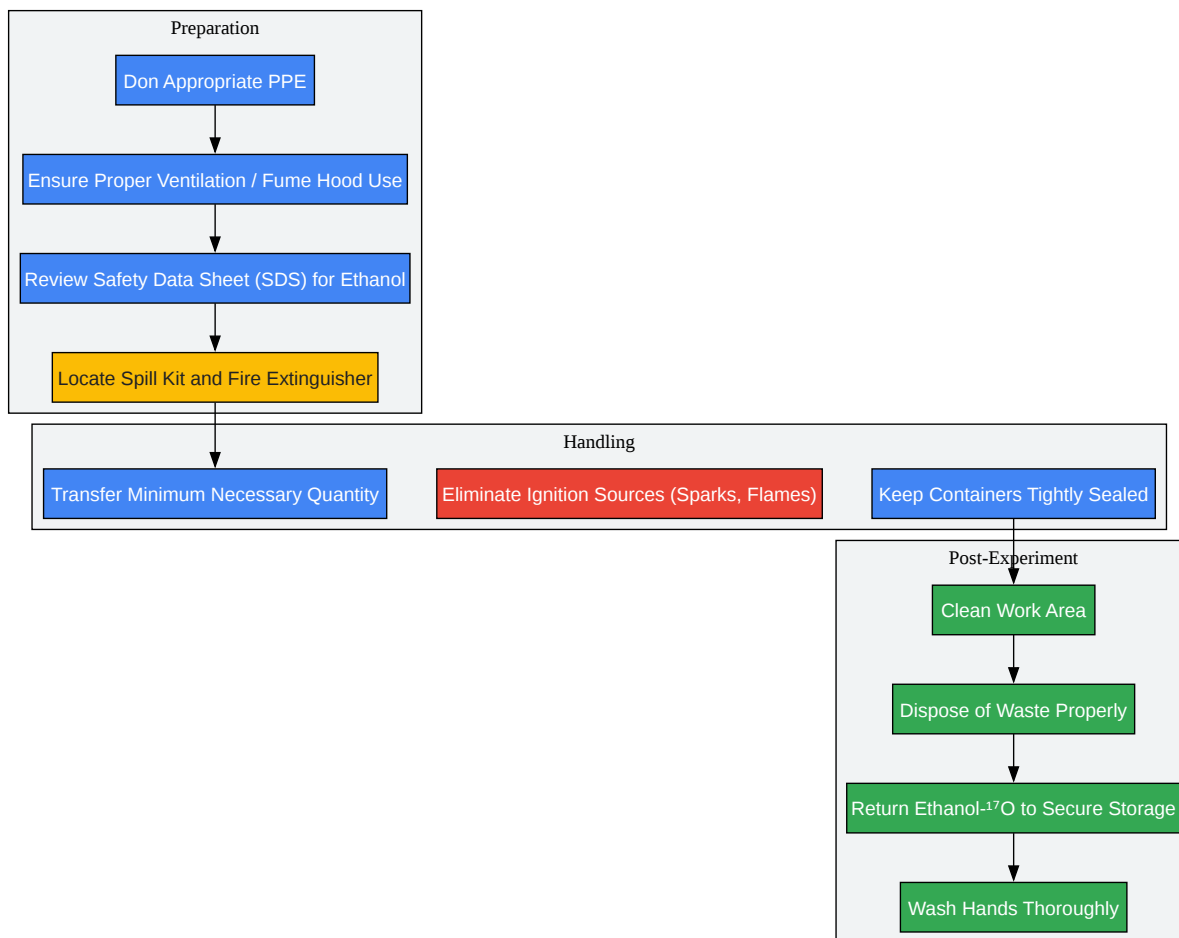 Preparation
Don Appropriate PPE
Ensure Proper Ventilation / Fume Hood Use
Review Safety Data Sheet (SDS) for Ethanol
Locate Spill Kit and Fire Extinguisher
Handling
Transfer Minimum Necessary Quantity
Eliminate Ignition Sources (Sparks, Flames)
Keep Containers Tightly Sealed
Post-Experiment
Clean Work Area
Dispose of Waste Properly
Return Ethanol-¹⁷O to Secure Storage
Wash Hands Thoroughly